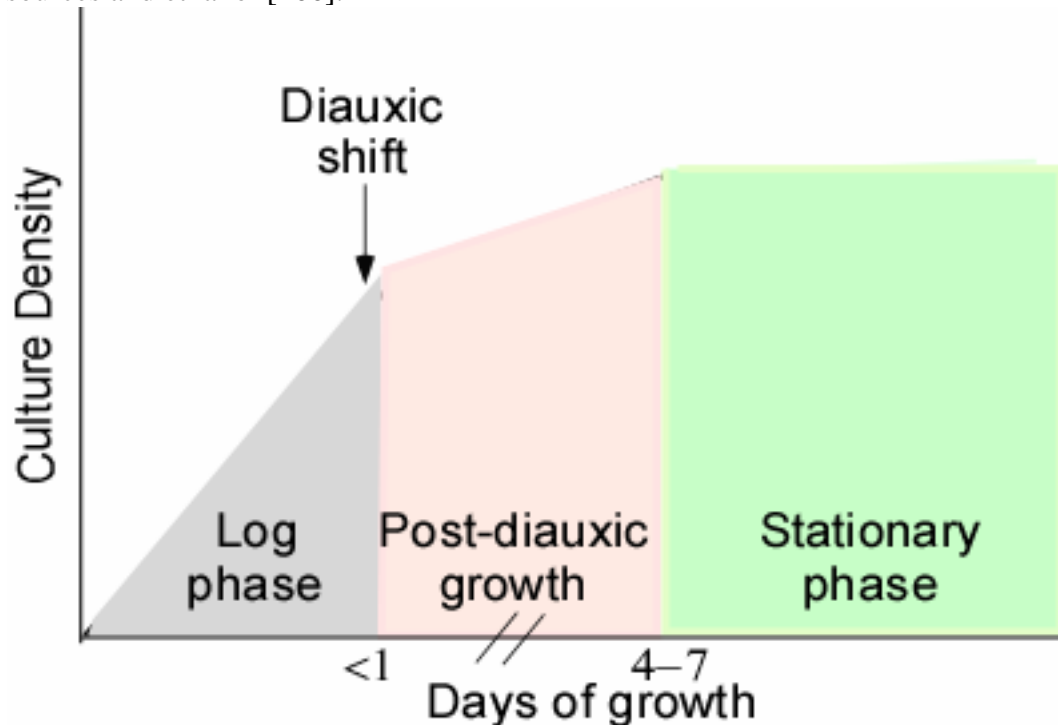 Diauxic
shift
Culture Density
Log
phase
Post-diauxic
growth
Stationary
phase
<1
4–7
Days of growth